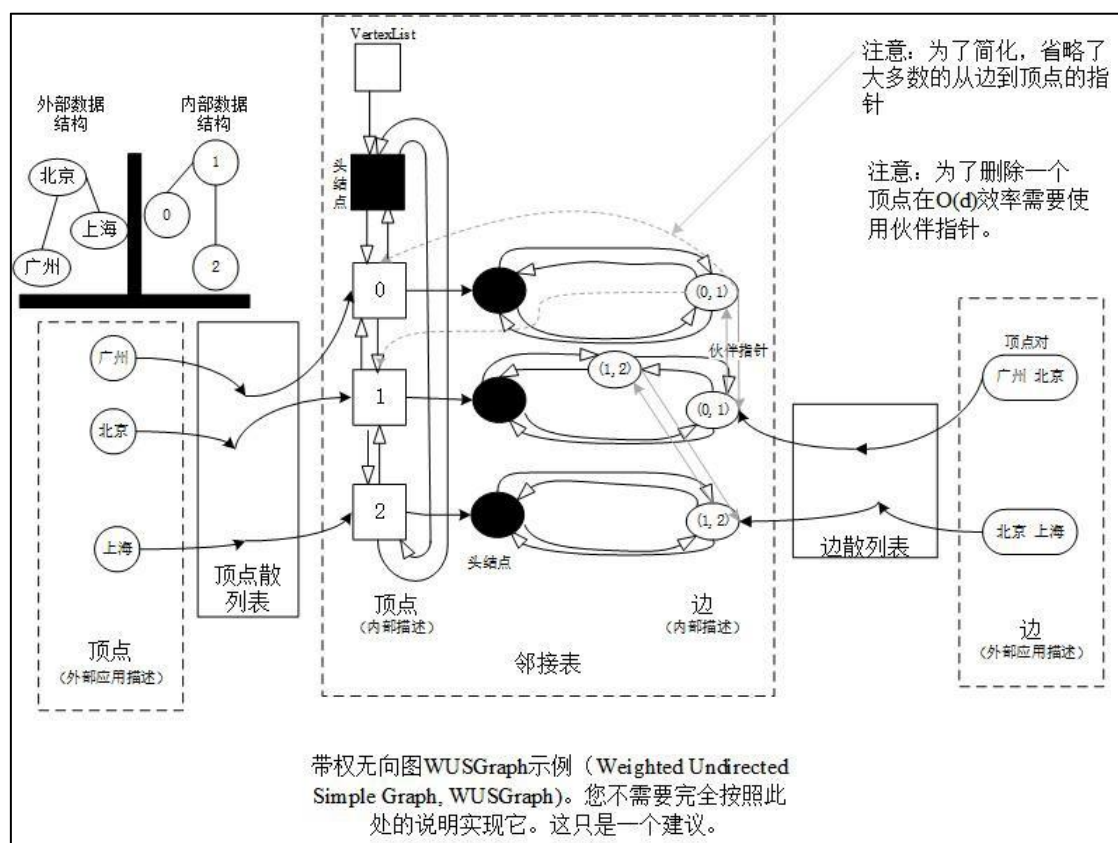 VertexList
注意：为了简化，省略了
大多数的从边到顶点的指
针
外部数据
结构
内部数据
结构
北京
上海
广州
1
0
2
头
结
点
注意：为了删除一个
顶点在O(d)效率需要使
用伙伴指针。
0
(0,1)
伙伴指针
1
(1,2)
(0,1)
2
(1,2)
头结点
广州
北京
上海
顶点散
列表
顶点
（外部应用描述）
顶点
（内部描述）
边
（内部描述）
邻接表
顶点对
广州 北京
北京 上海
边散列表
边
（外部应用描述）
带权无向图WUSGraph示例（Weighted Undirected
Simple Graph, WUSGraph)。您不需要完全按照此
处的说明实现它。这只是一个建议。